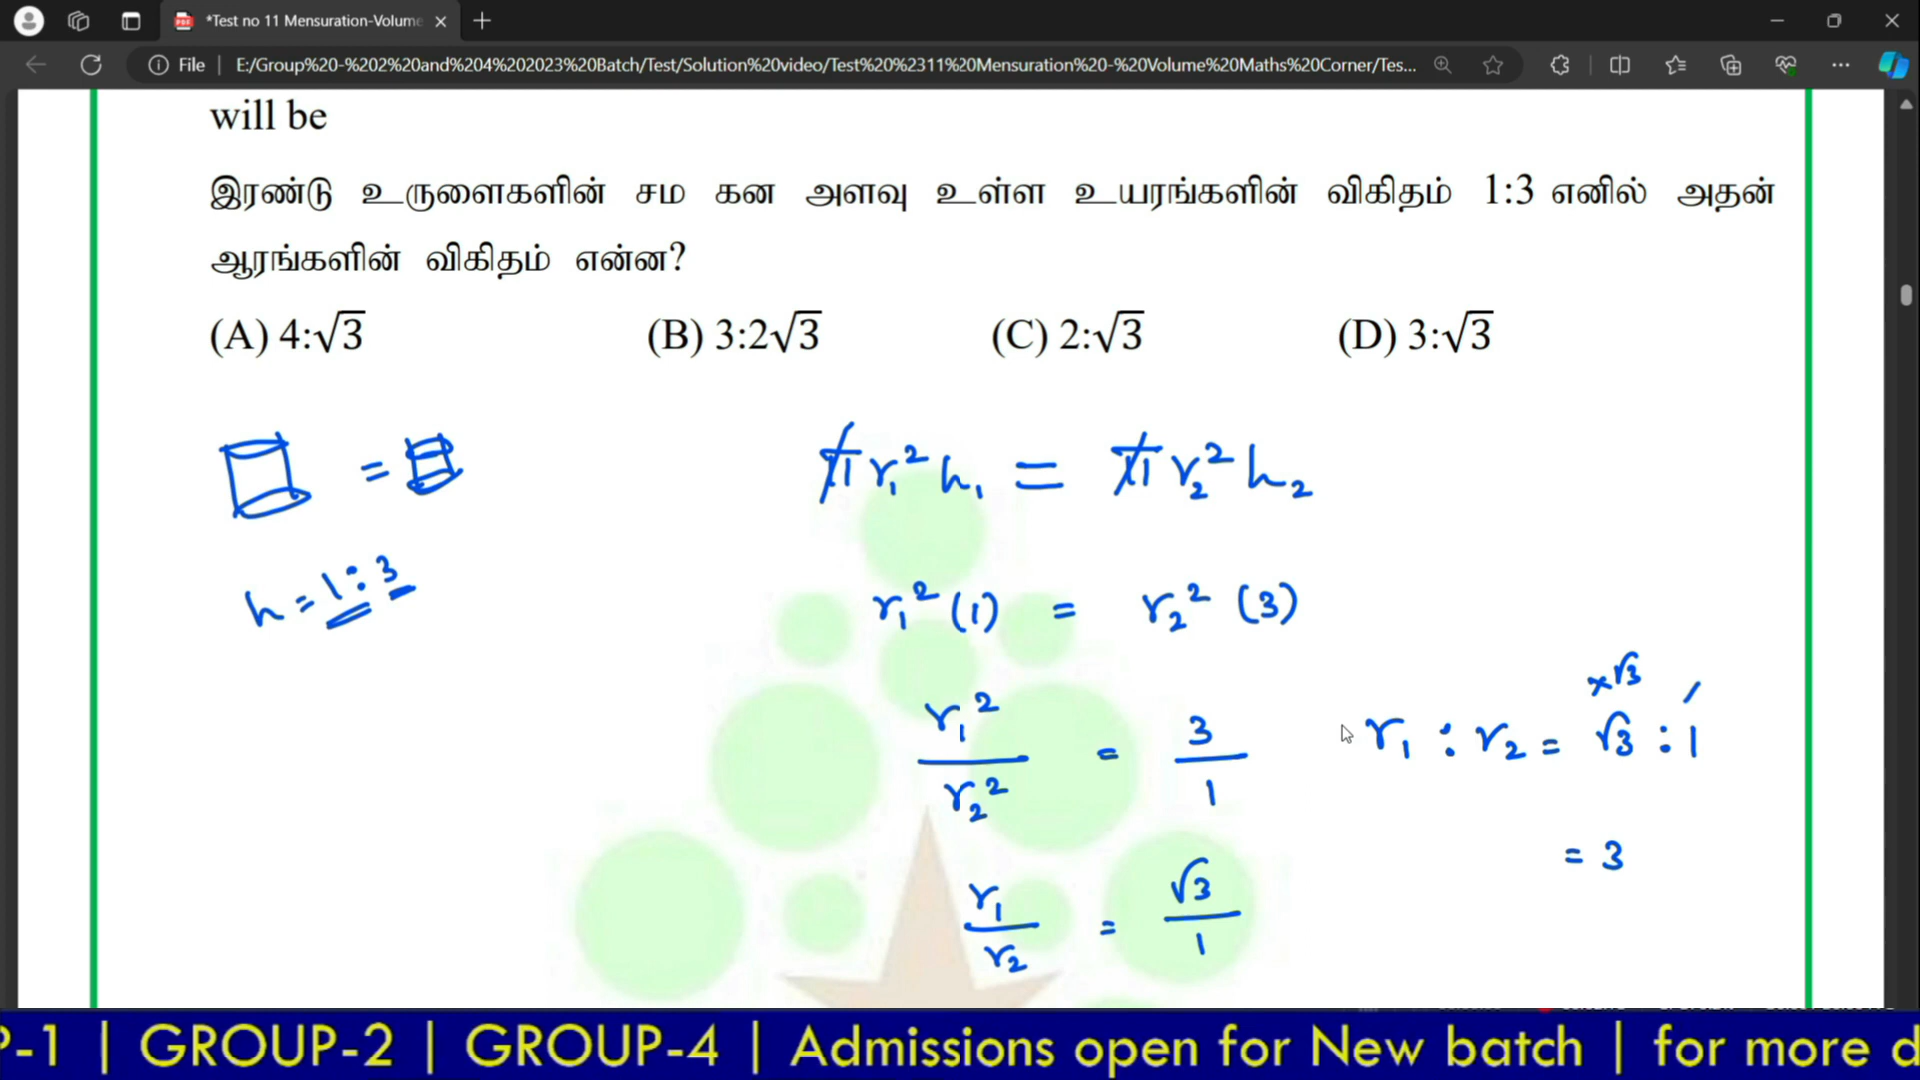 *Test no 11 Mensuration-Volume
File
E:/Group%20-%202%20and%204%202023%20Batch/Test/Solution%20video/Test%20%2311%20Mensuration%20-%20Volume%20Maths%20Corner/Tes...
will be
இரண்டு உருளைகளின் சம கன அளவு உள்ள உயரங்களின் விகிதம் 1:3 எனில் அதன்
ஆரங்களின் விகிதம் என்ன?
(A) 4:√3 (B) 3:2√3 (C) 2:√3 (D) 3:√3
= πr₁²h₁ = πr₂²h₂
h = 1:3 r₁²(1) = r₂²(3)
×√3
r₁²/r₂² = 3/1 r₁ : r₂ = √3 : 1
= 3
r₁/r₂ = √3/1
P-1 | GROUP-2 | GROUP-4 | Admissions open for New batch | for more d